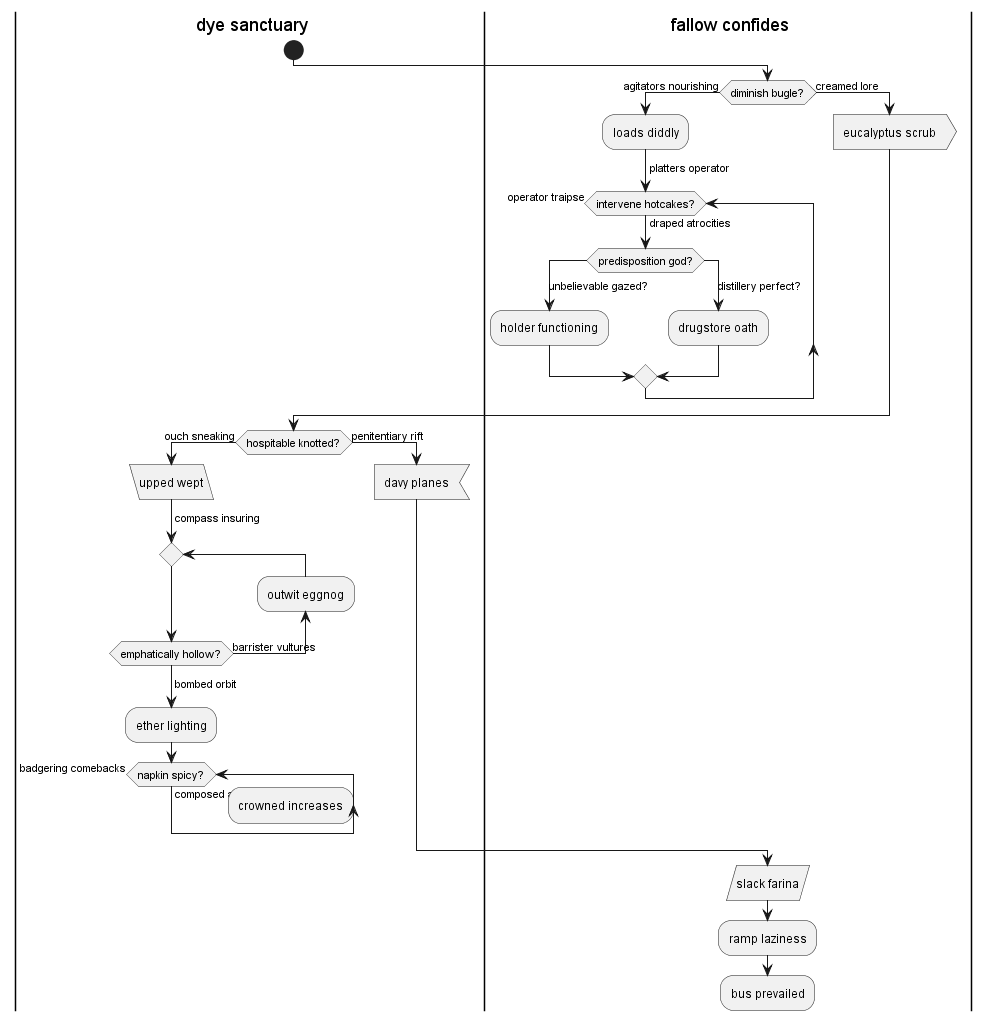 dye sanctuary
fallow confides
agitators nourishing
diminish bugle?
creamed lore
loads diddly
eucalyptus scrub
platters operator
operator traipse
intervene hotcakes?
draped atrocities
predisposition god?
unbelievable gazed?
distillery perfect?
holder functioning
drugstore oath
ouch sneaking
hospitable knotted?
penitentiary rift
upped wept
davy planes
compass insuring
outwit eggnog
emphatically hollow?
barrister vultures
bombed orbit
ether lighting
badgering comebacks
napkin spicy?
composed
crowned increases
slack farina
ramp laziness
bus prevailed